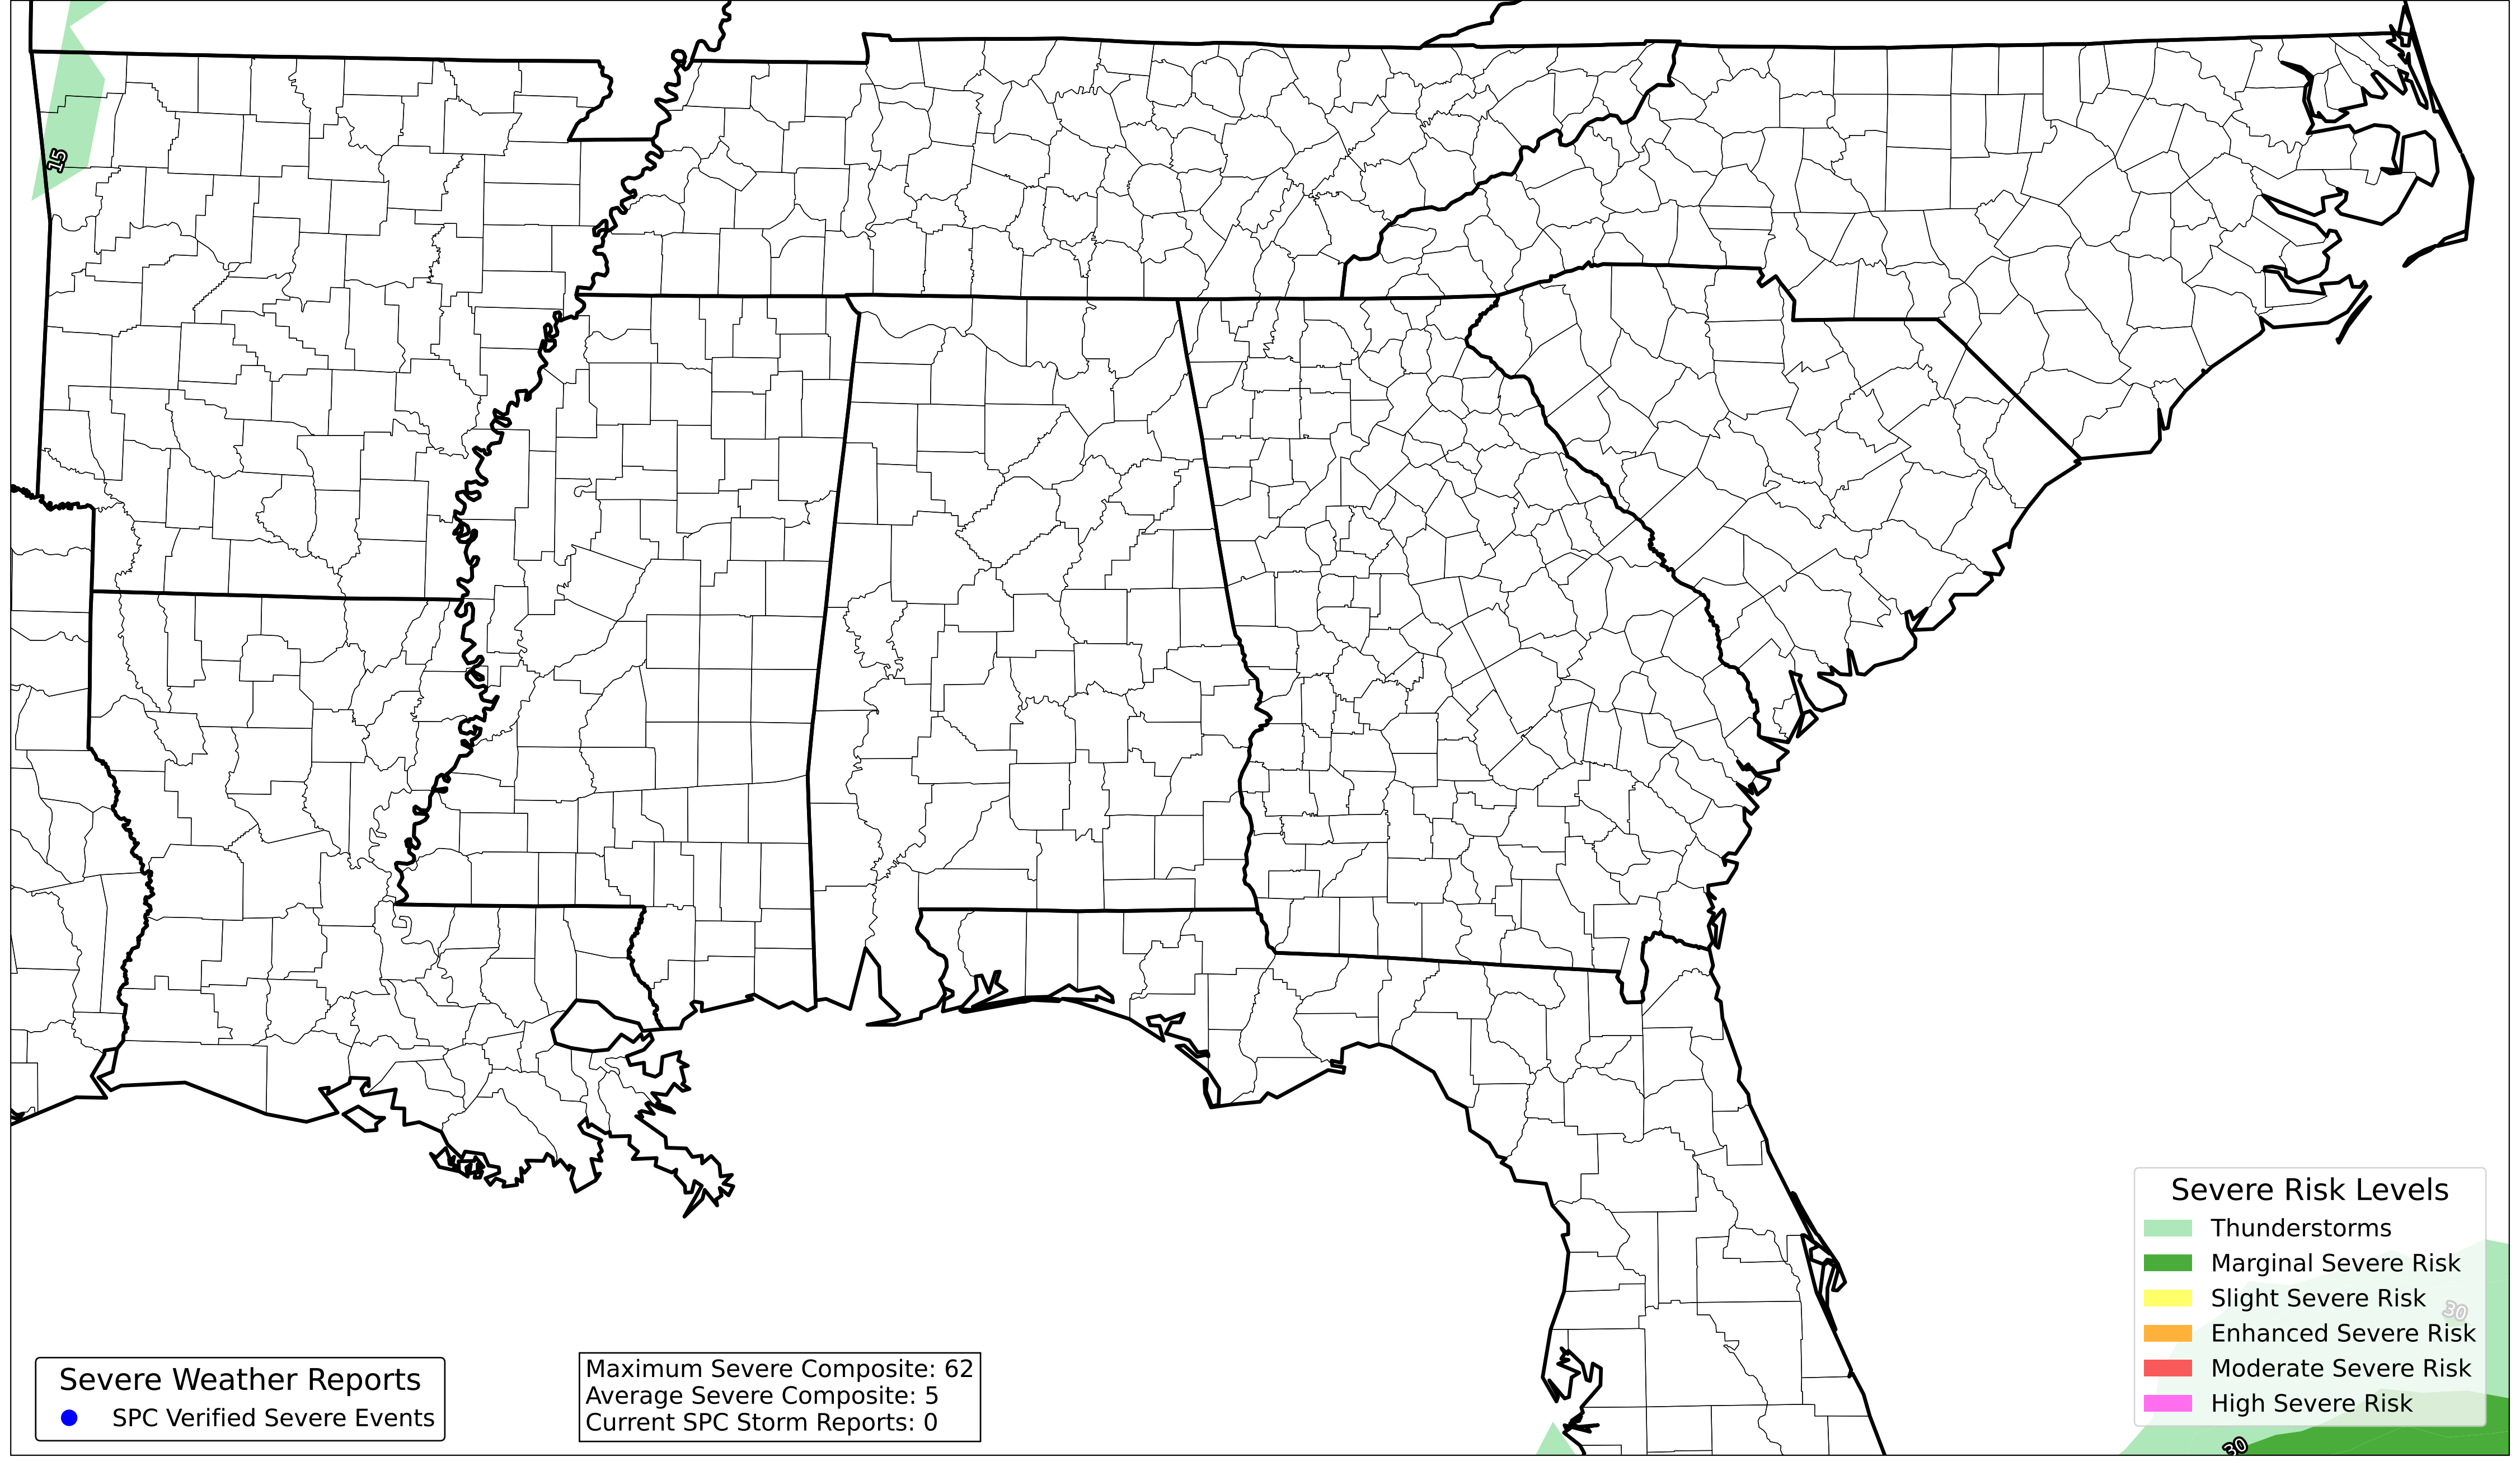 15
Severe Risk Levels
Thunderstorms
Marginal Severe Risk
Slight Severe Risk
30
Enhanced Severe Risk
Moderate Severe Risk
High Severe Risk
30
Severe Weather Reports
SPC Verified Severe Events
Maximum Severe Composite: 62
Average Severe Composite: 5
Current SPC Storm Reports: 0